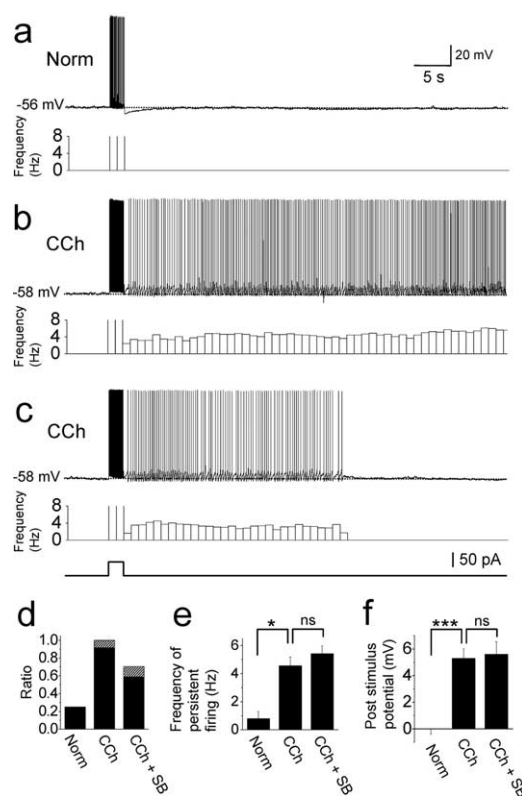 a
Norm
20 mV
5 s
-56 mV
Frequency
(Hz)
8
4
0
b
CCh
-58 mV
Frequency
(Hz)
8
4
0
c
CCh
-58 mV
Frequency
(Hz)
8
4
0
50 pA
d
Ratio
1.0
0.8
0.6
0.4
0.2
0.0
Norm
CCh
CCh + SB
e
Frequency of
persistent
firing (Hz)
6
4
2
0
*
ns
Norm
CCh
CCh + SB
f
Post stimulus
potential (mV)
6
4
2
0
***
ns
Norm
CCh
CCh + SB